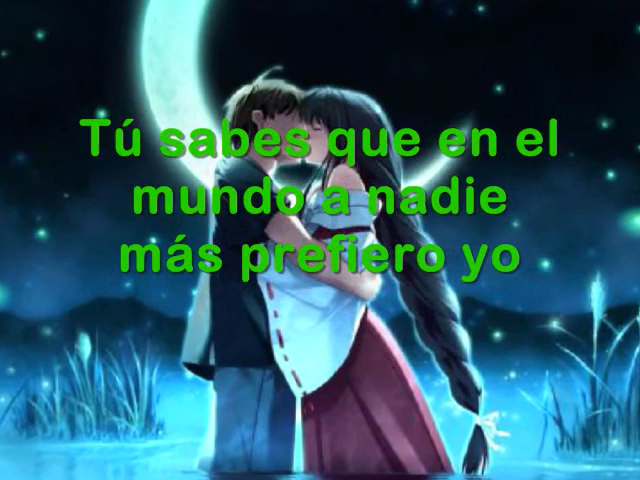 Tú sabes que en el
mundo a nadie
más prefiero yo